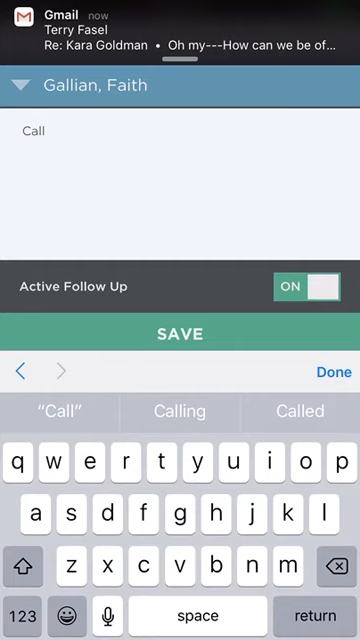 Gmail now
Terry Fasel
Re: Kara Goldman • Oh my---How can we be of...
Gallian, Faith
Call
Active Follow Up ON
SAVE
Done
“Call” Calling Called
q w e r t y u i o p
a s d f g h j k l
z x c v b n m
123 space return